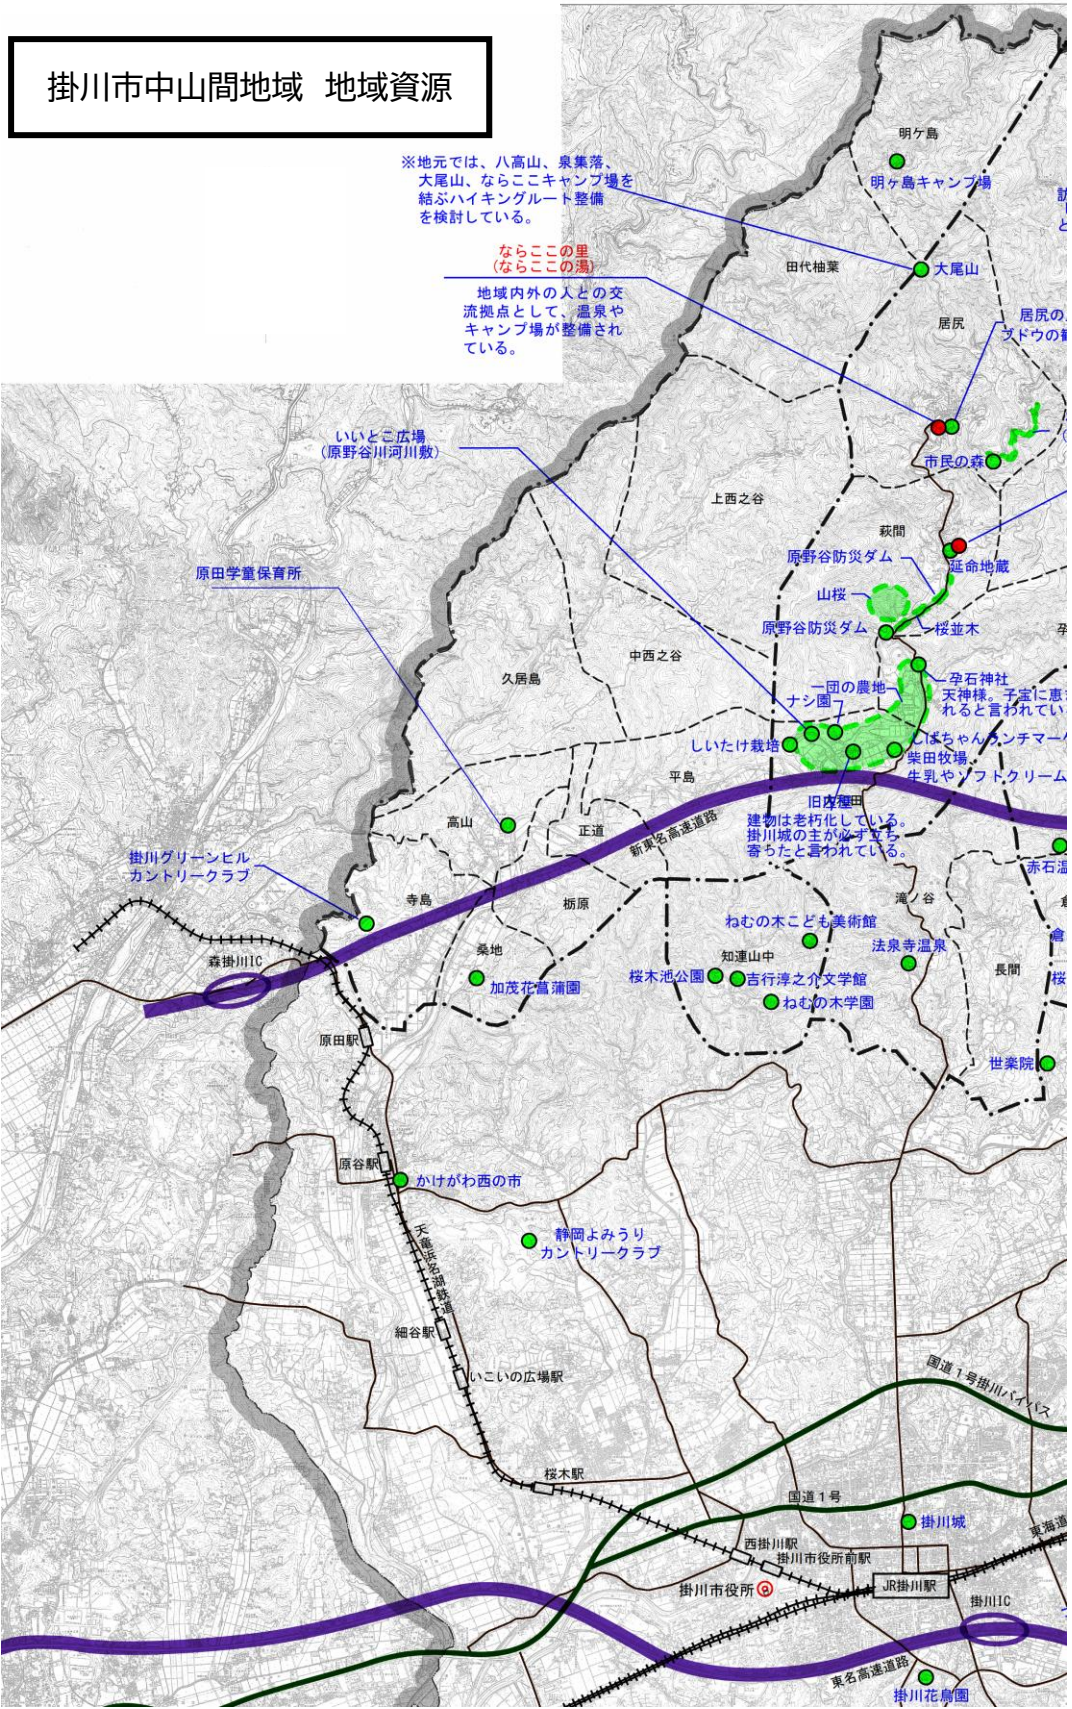 掛川市中山間地域 地域資源
※地元では、八高山、泉集落、
大尾山、ならここキャンプ場を
結ぶハイキングルート整備
を検討している。
ならここの里
(ならここの湯)
地域内外の人との交
流拠点として、温泉や
キャンプ場が整備され
ている。
明ケ島
明ヶ島キャンプ場
田代柚葉
大尾山
居尻
居尻の
ブドウの
いいとこ広場
(原野谷川河川敷)
市民の森
上西之谷
萩間
原野谷防災ダム
延命地蔵
原田学童保育所
山桜
原野谷防災ダム
桜並木
中西之谷
久居島
一団の農地
ナシ園
孕石神社
天神様。子宝に恵ま
れると言われてい
しいたけ栽培
しばちゃんランチマーケ
柴田牧場
牛乳やソフトクリーム
平島
建物は老朽化している。
掛川城の主が必ず立ち
寄ったと言われている。
高山
正道
新東名高速道路
掛川グリーンヒル
カントリークラブ
赤石温
寺島
栃原
滝ノ谷
ねむの木こども美術館
倉
法泉寺温泉
桑地
知連山中
森掛川IC
長間
桜木池公園
吉行淳之介文学館
桜
加茂花菖蒲園
ねむの木学園
原田駅
世楽院
原谷駅
かけがわ西の市
天竜浜名湖鉄道
静岡よみうり
カントリークラブ
細谷駅
いこいの広場駅
国道1号掛川バイパス
桜木駅
国道1号
掛川城
東海道
西掛川駅
掛川市役所前駅
掛川市役所
JR掛川駅
掛川IC
東名高速道路
掛川花鳥園